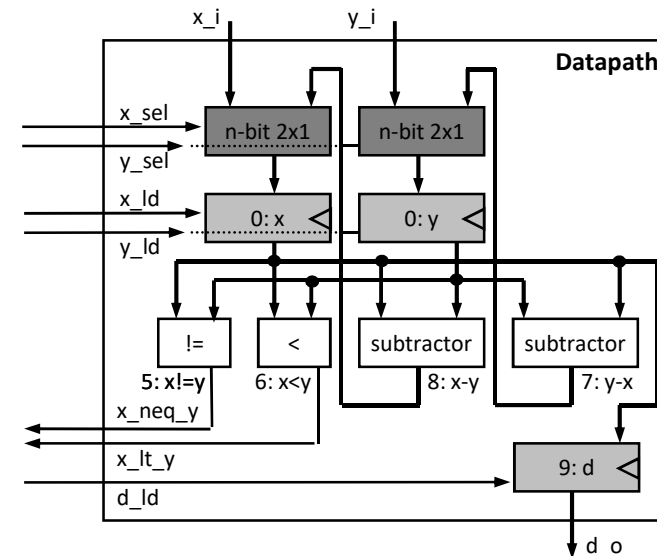 x_i
y_i
Datapath
x_sel
n-bit 2x1
n-bit 2x1
y_sel
x_ld
0: x
0: y
y_ld
!=
<
subtractor
subtractor
5: x!=y
6: x<y
8: x-y
7: y-x
x_neq_y
x_lt_y
9: d
d_ld
d_o